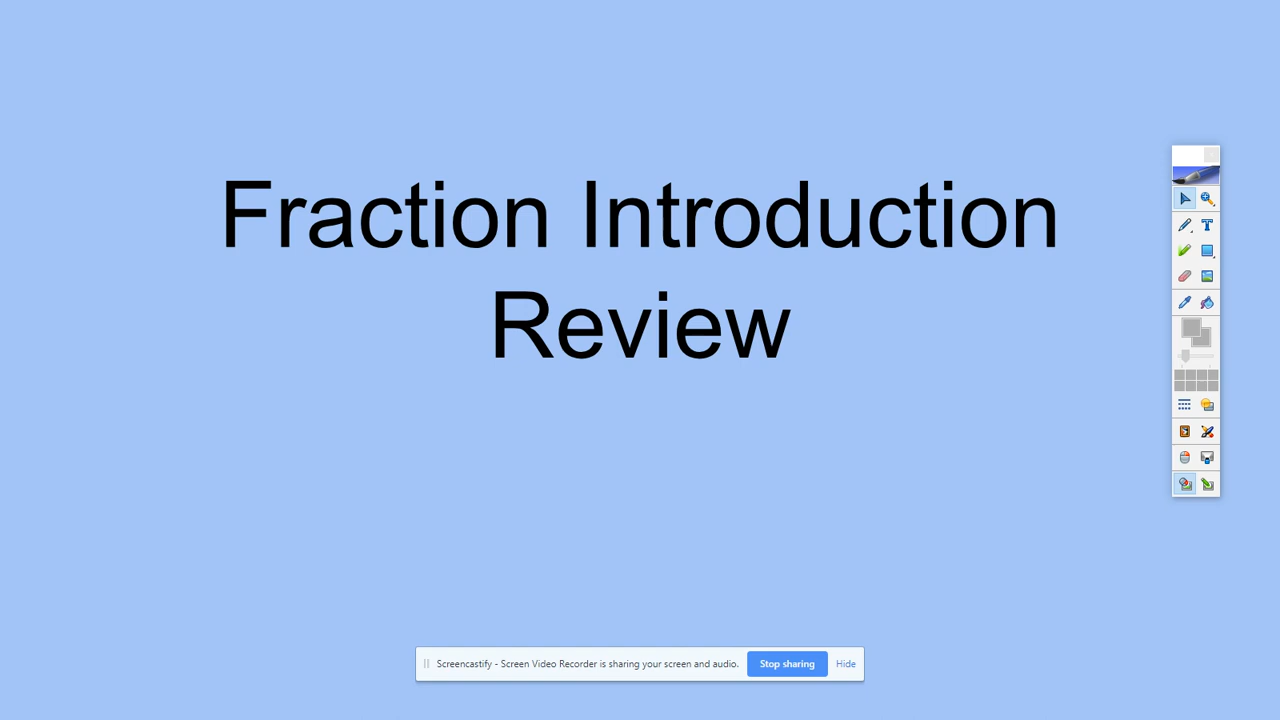 Fraction Introduction
Review
Screencastify - Screen Video Recorder is sharing your screen and audio. Stop sharing Hide